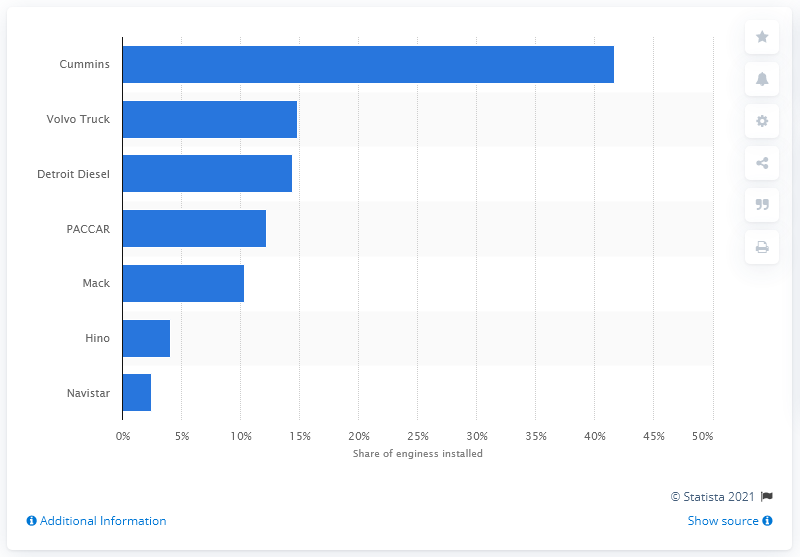 Cummins
Volvo Truck
Detroit Diesel
PACCAR
Mack
Hino
Navistar
0% 5% 10% 15% 20% 25% 30% 35% 40% 45% 50%
Share of enginess installed
© Statista 2021
Additional Information Show source